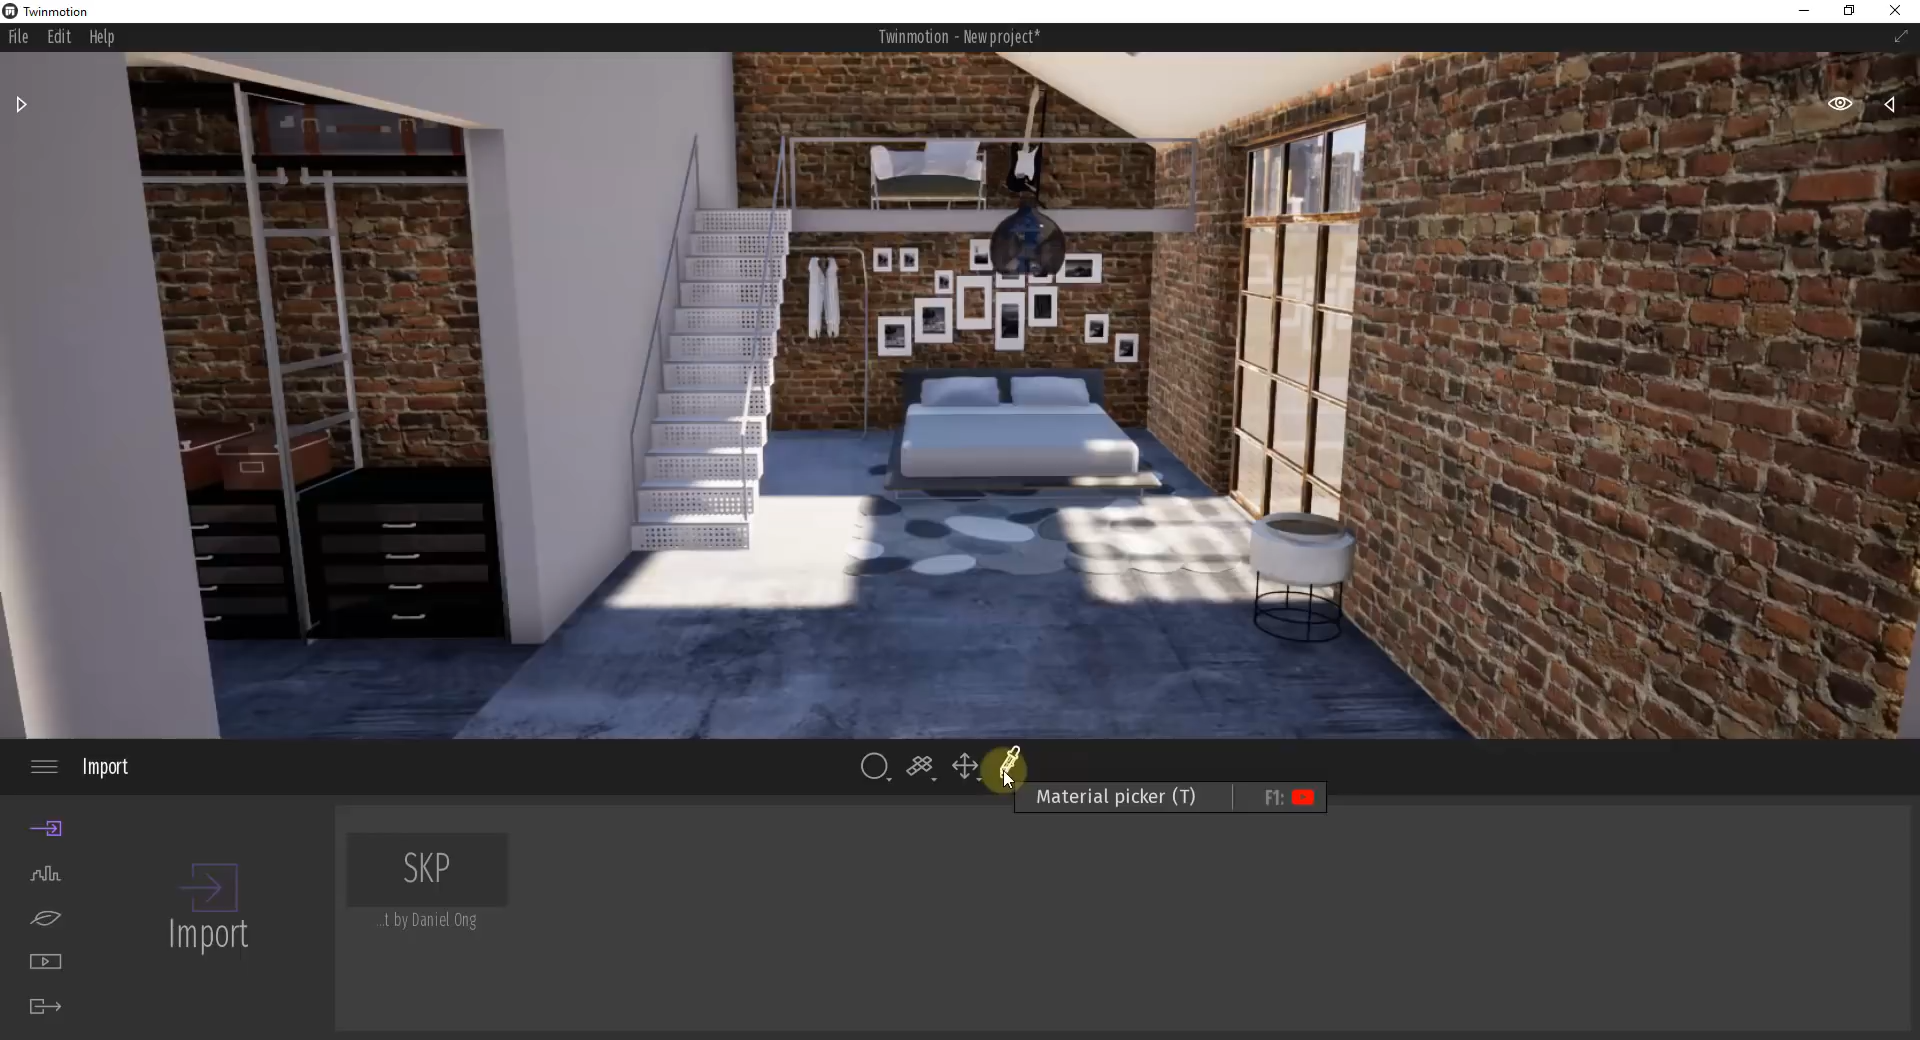 Twinmotion
File Edit Help
Twinmotion - New project*
Import
Material picker (T) F1:
SKP
...t by Daniel Ong
Import